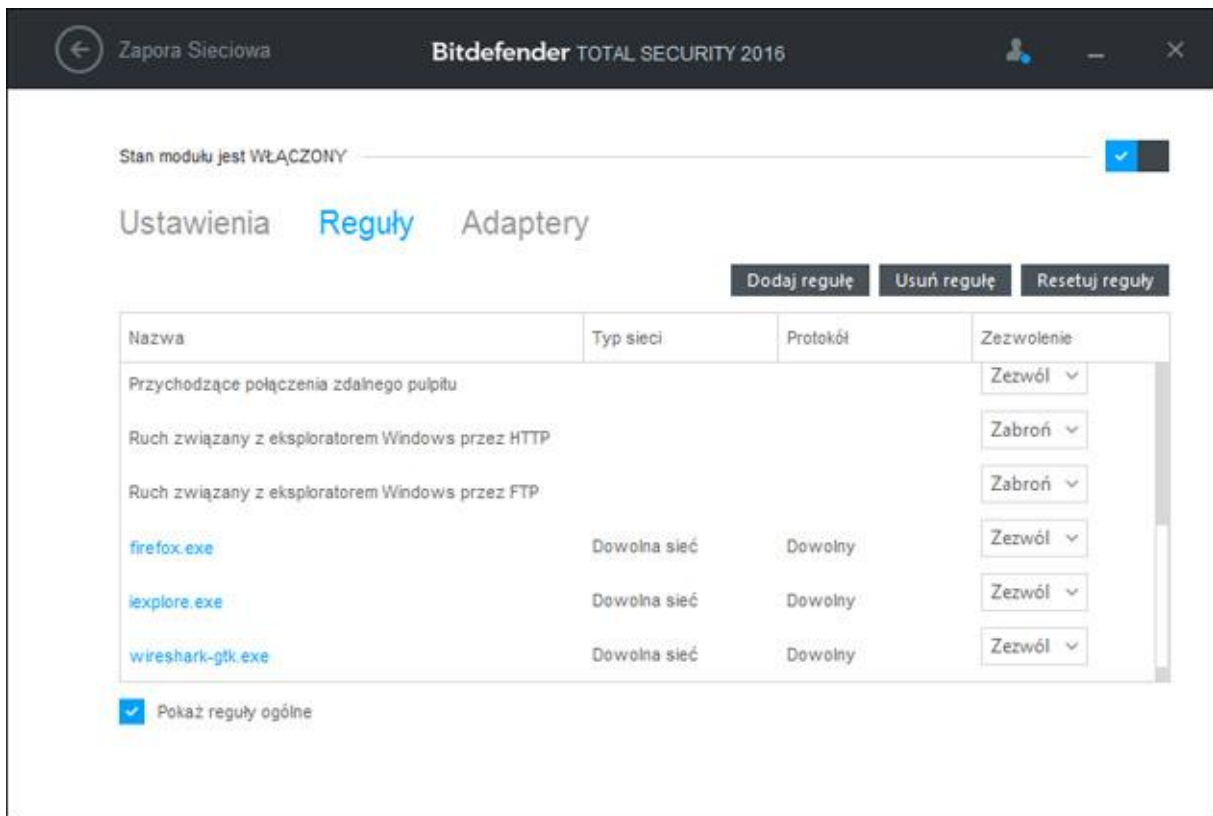 Zapora Sieciowa
Bitdefender TOTAL SECURITY 2016
Stan modułu jest WŁĄCZONY
Ustawienia Reguły Adaptery
Dodaj regułę Usuń regułę Resetuj reguły
Nazwa Typ sieci Protokół Zezwolenie
Przychodzące połączenia zdalnego pulpitu Zezwól
Ruch związany z eksploratorem Windows przez HTTP Zabroń
Ruch związany z eksploratorem Windows przez FTP Zabroń
firefox.exe Dowolna sieć Dowolny Zezwól
iexplore.exe Dowolna sieć Dowolny Zezwól
wireshark-gtk.exe Dowolna sieć Dowolny Zezwól
Pokaż reguły ogólne